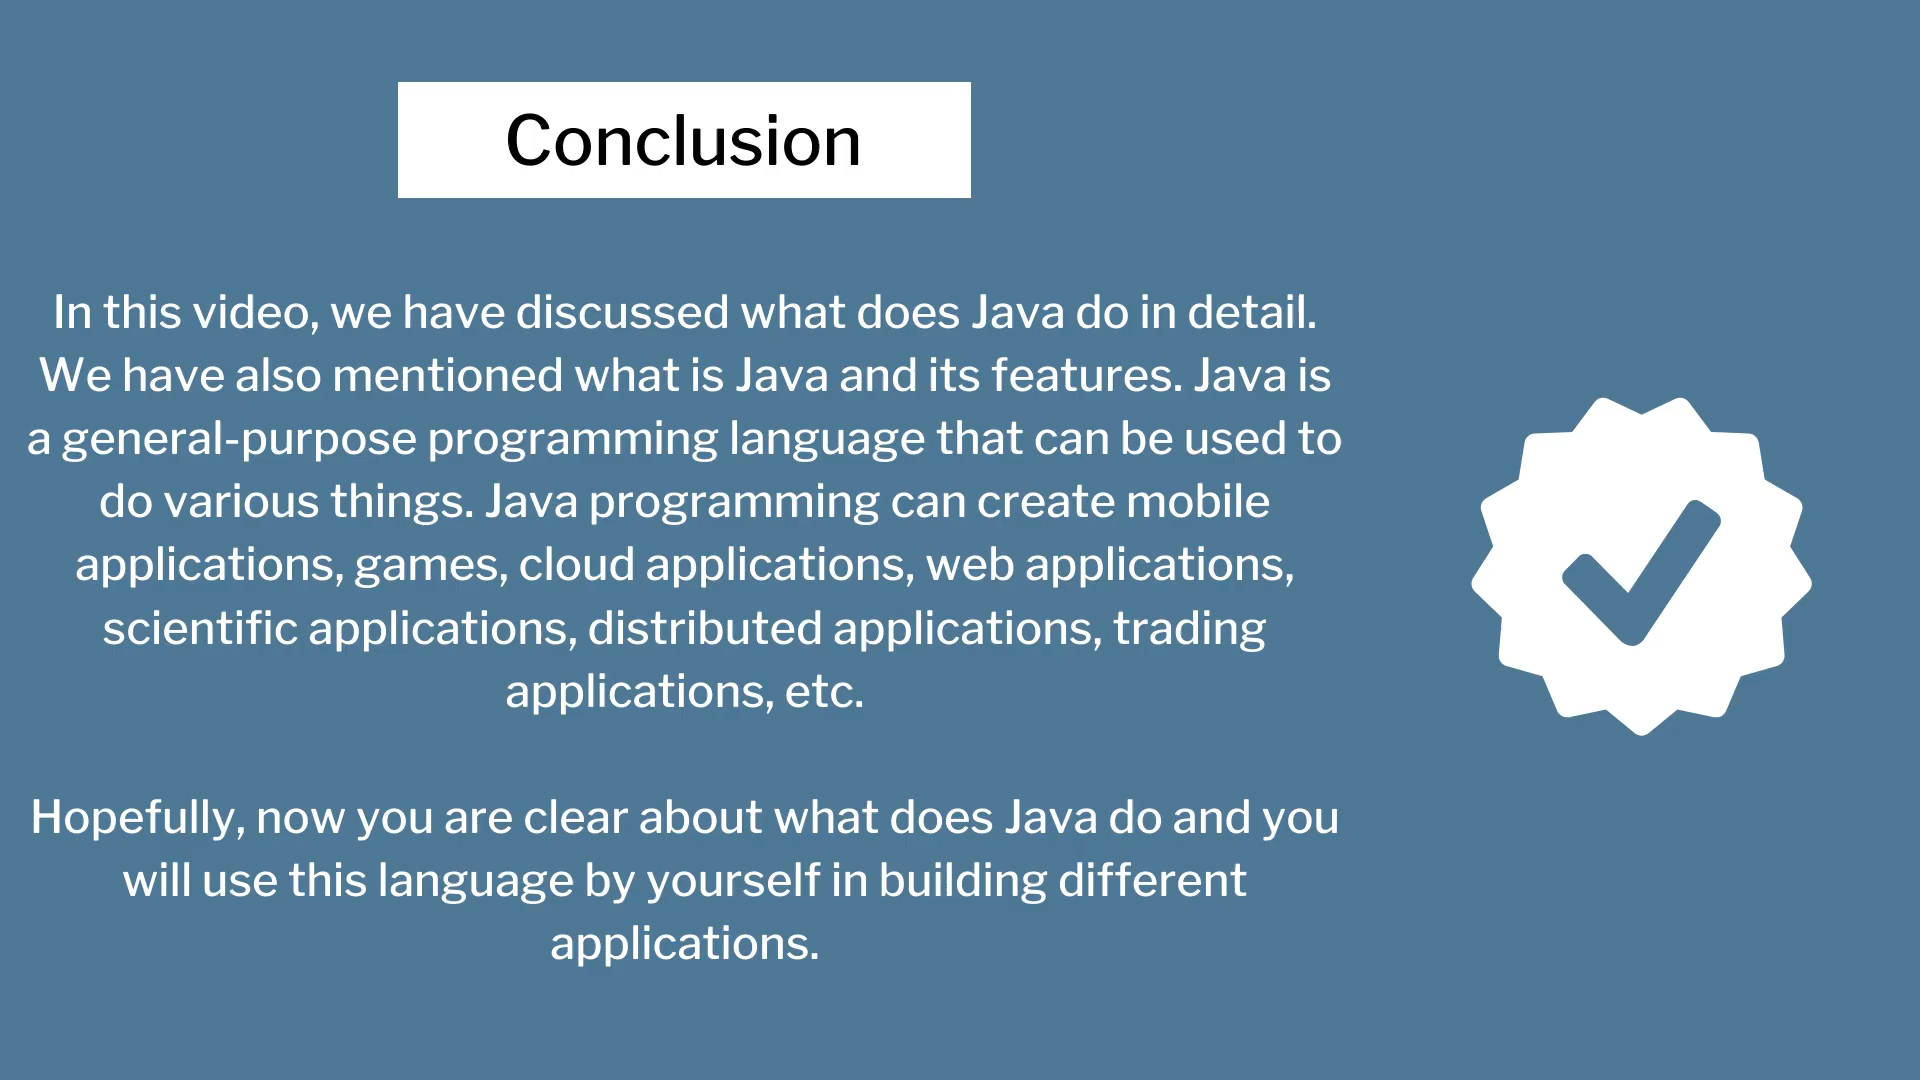 Conclusion
In this video, we have discussed what does Java do in detail.
We have also mentioned what is Java and its features. Java is
a general-purpose programming language that can be used to
do various things. Java programming can create mobile
applications, games, cloud applications, web applications,
scientific applications, distributed applications, trading
applications, etc.
Hopefully, now you are clear about what does Java do and you
will use this language by yourself in building different
applications.